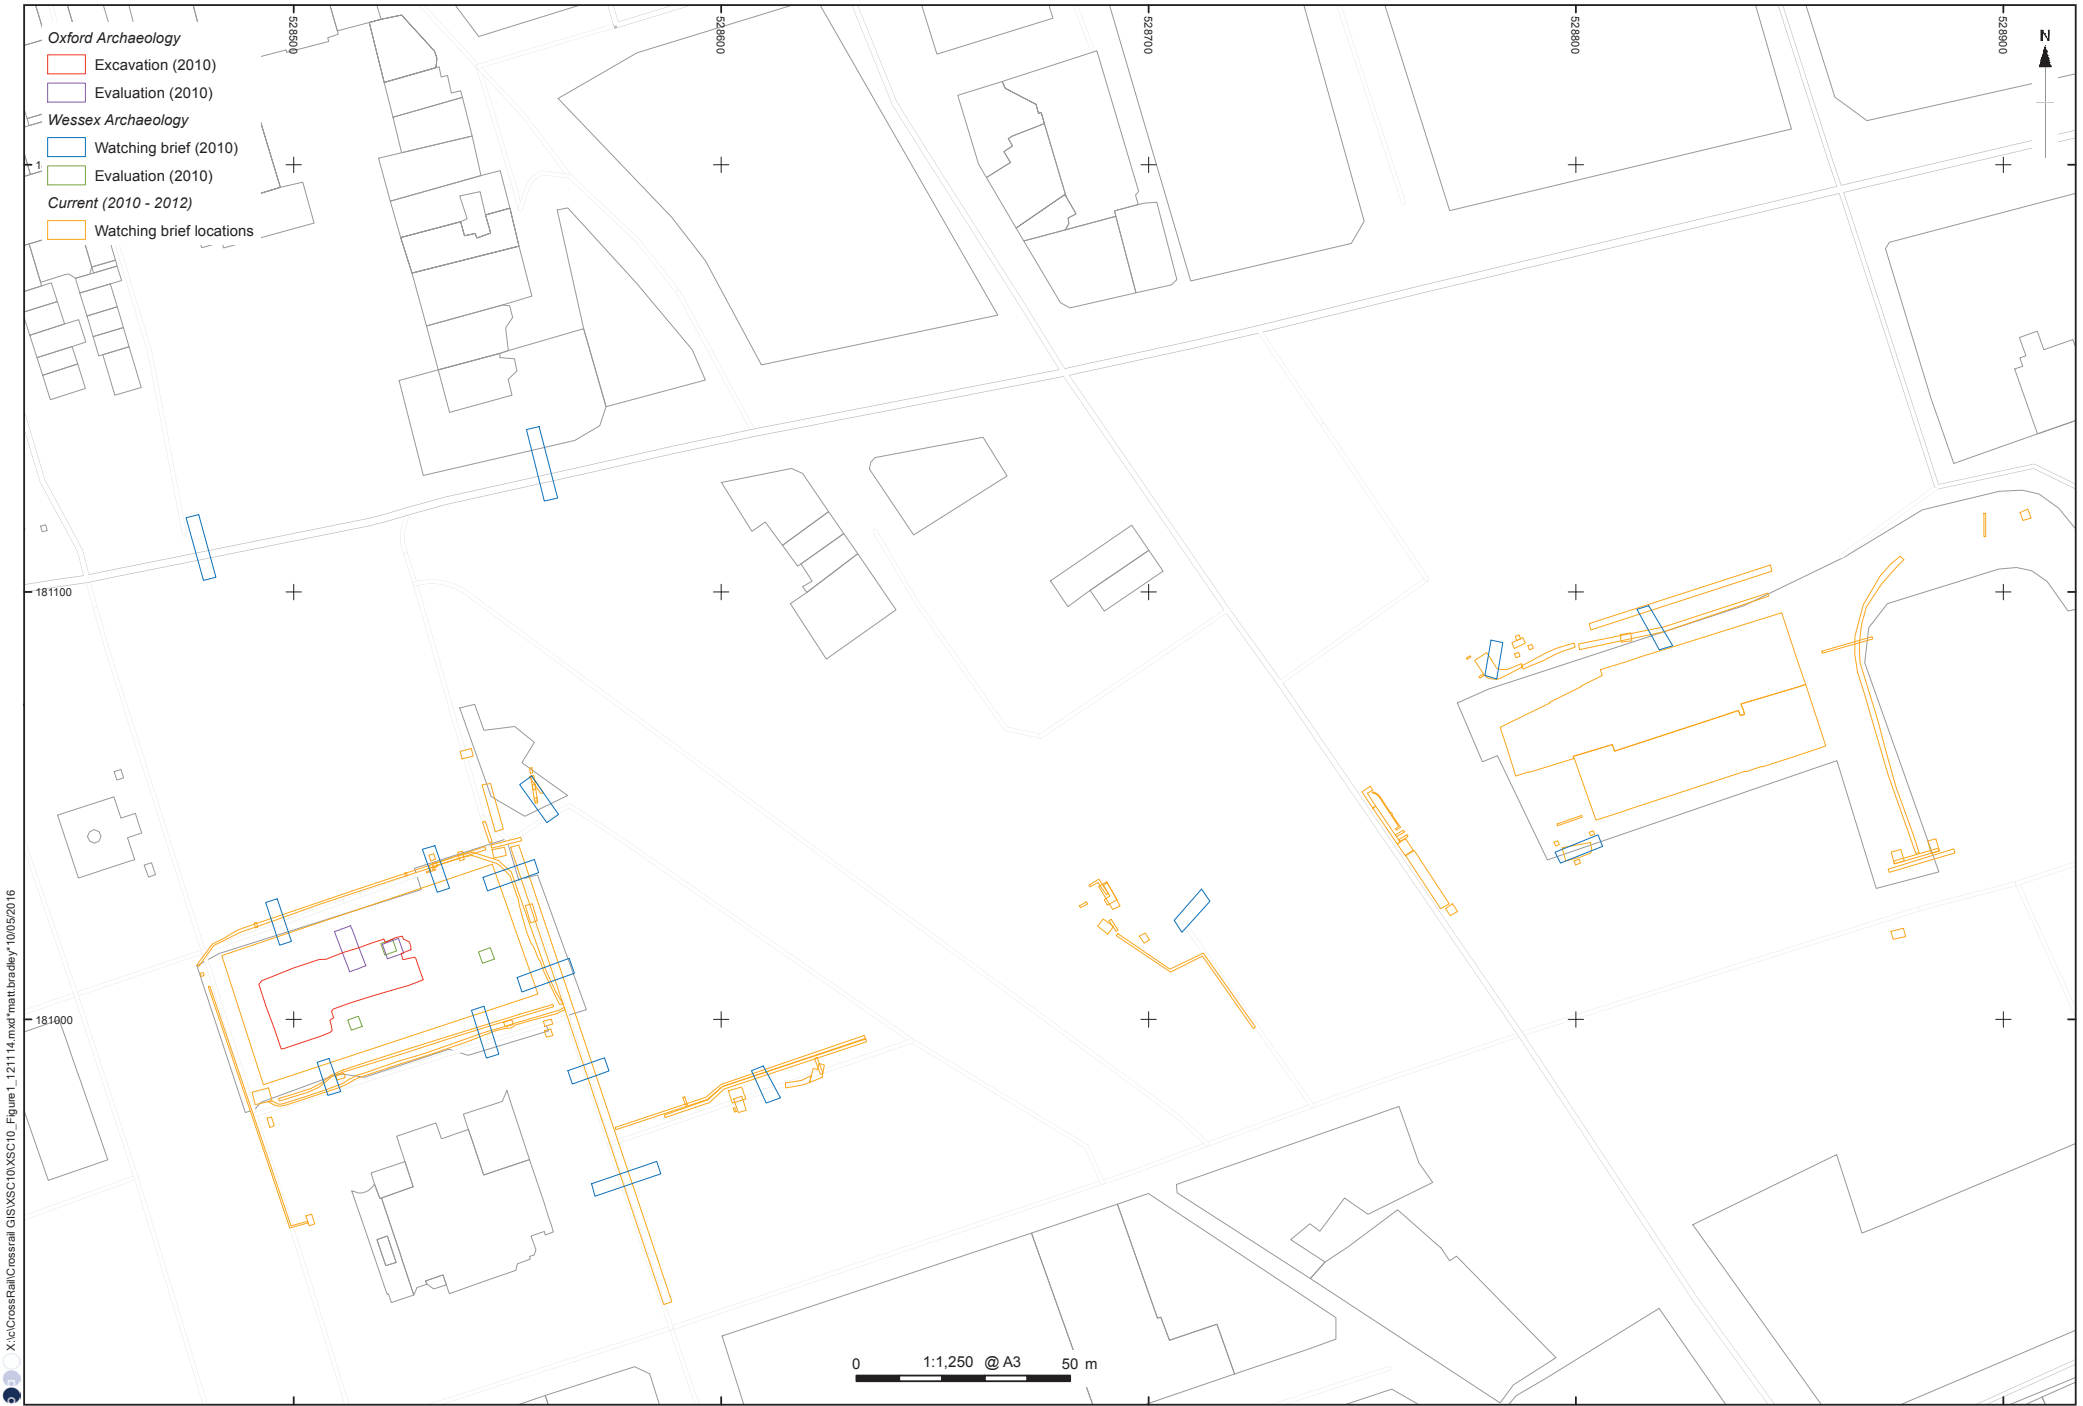 Oxford Archaeology
Excavation (2010)
Evaluation (2010)
Wessex Archaeology
Watching brief (2010)
Evaluation (2010)
Current (2010 - 2012)
Watching brief locations
528500
528600
528700
528800
528900
N
1
181100
181000
0 1:1,250 @ A3 50 m
X:\c\CrossRail\Crossrail GIS\XSC10\XSC10_Figure1_121114.mxd*matt.bradley*10/05/2016